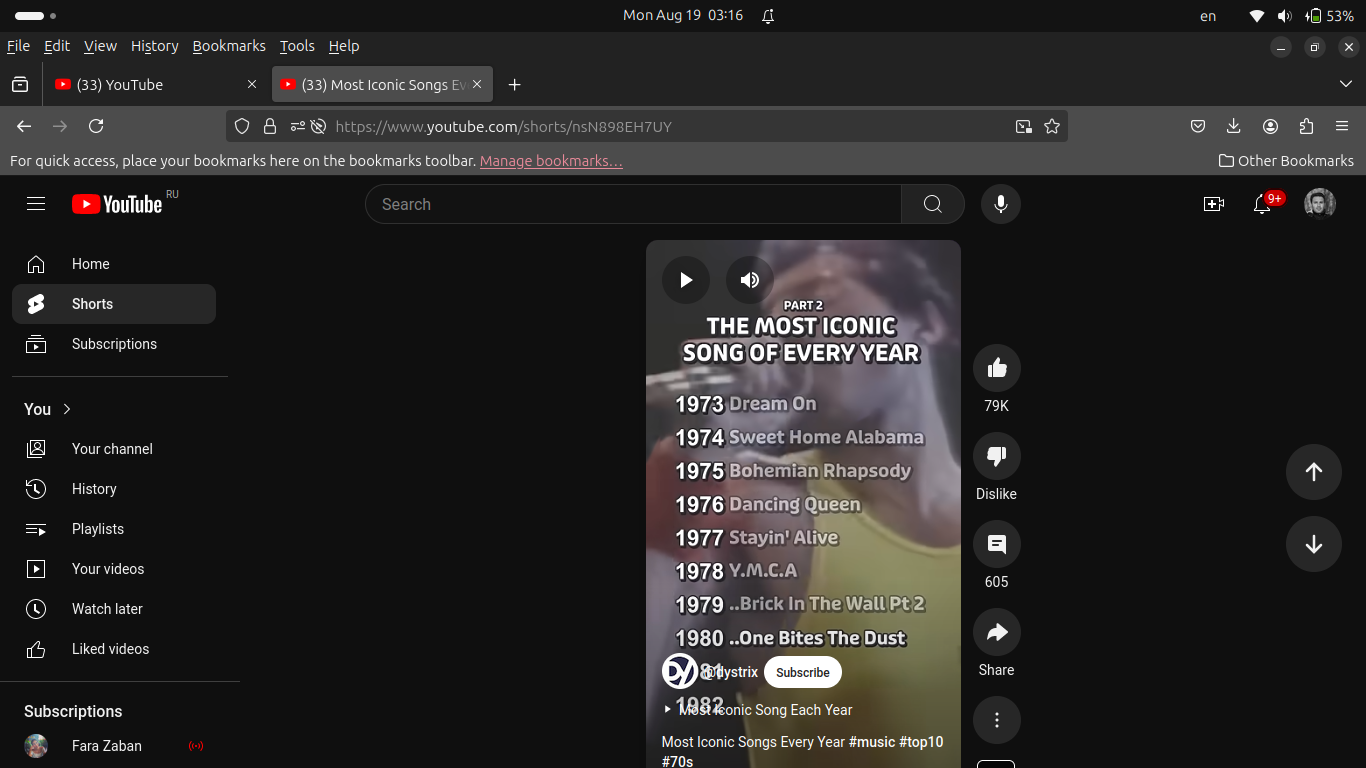 Mon Aug 19 03:16
en
53%
File Edit View History Bookmarks Tools Help
(33) YouTube
(33) Most Iconic Songs Ev
https://www.youtube.com/shorts/nsN898EH7UY
For quick access, place your bookmarks here on the bookmarks toolbar. Manage bookmarks…
Other Bookmarks
YouTube RU
Search
9+
Home
Shorts
Subscriptions
You
Your channel
History
Playlists
Your videos
Watch later
Liked videos
Subscriptions
Fara Zaban
PART 2
THE MOST ICONIC
SONG OF EVERY YEAR
1973 Dream On
1974 Sweet Home Alabama
1975 Bohemian Rhapsody
1976 Dancing Queen
1977 Stayin' Alive
1978 Y.M.C.A
1979 ..Brick In The Wall Pt 2
1980 ..One Bites The Dust
81
DY @dystrix Subscribe
1982
Most Iconic Song Each Year
Most Iconic Songs Every Year #music #top10
#70s
79K
Dislike
605
Share